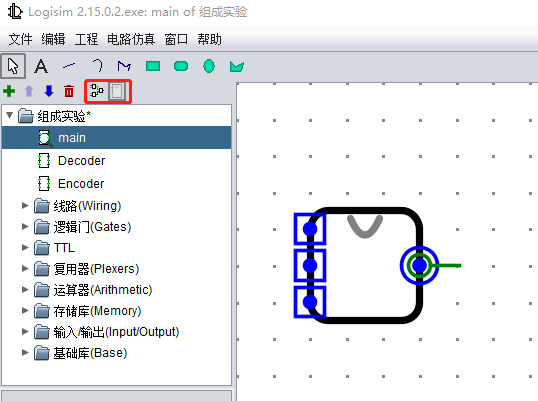 Logisim 2.15.0.2.exe: main of 组成实验
文件 编辑 工程 电路仿真 窗口 帮助
A
组成实验*
main
Decoder
Encoder
线路(Wiring)
逻辑门(Gates)
TTL
复用器(Plexers)
运算器(Arithmetic)
存储库(Memory)
输入/输出(Input/Output)
基础库(Base)